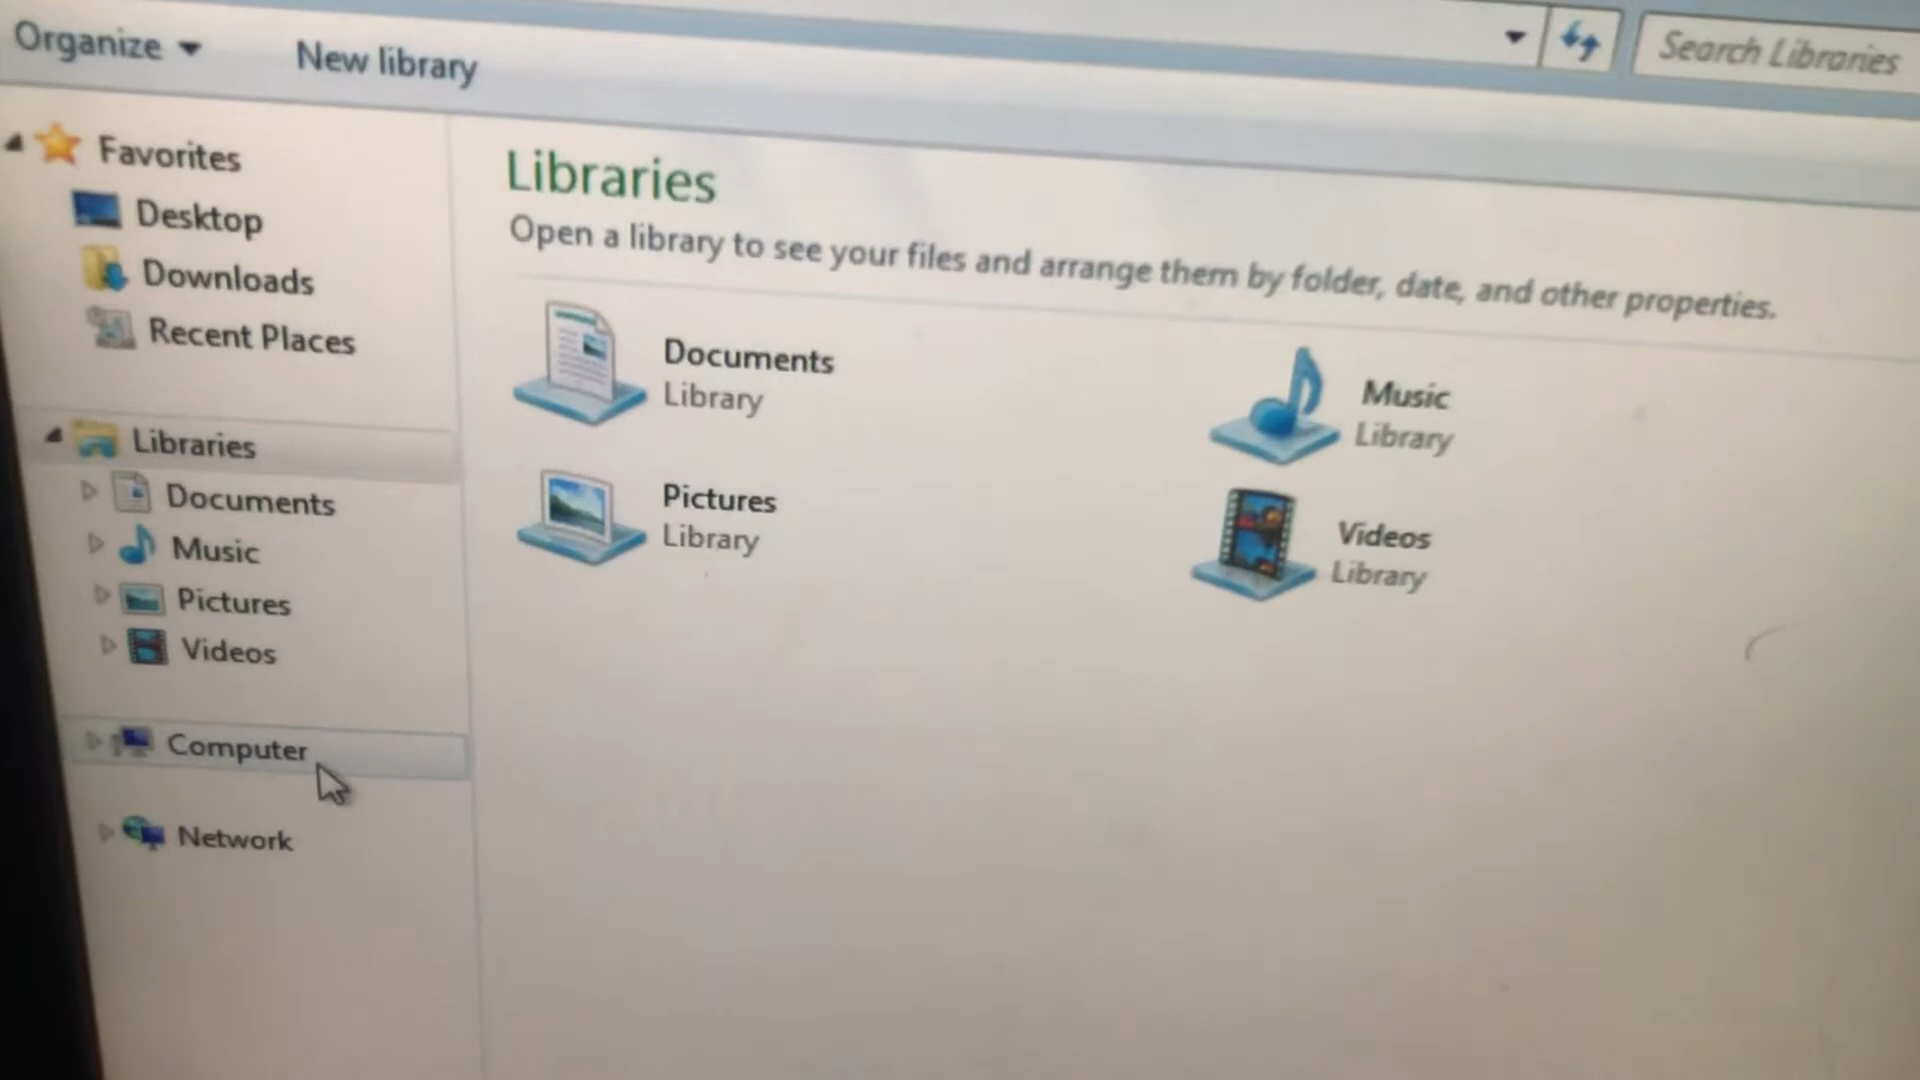 Organize
New library
Search Libraries
Favorites
Desktop
Downloads
Recent Places
Libraries
Documents
Music
Pictures
Videos
Computer
Network
Libraries
Open a library to see your files and arrange them by folder, date, and other properties.
Documents
Library
Music
Library
Pictures
Library
Videos
Library